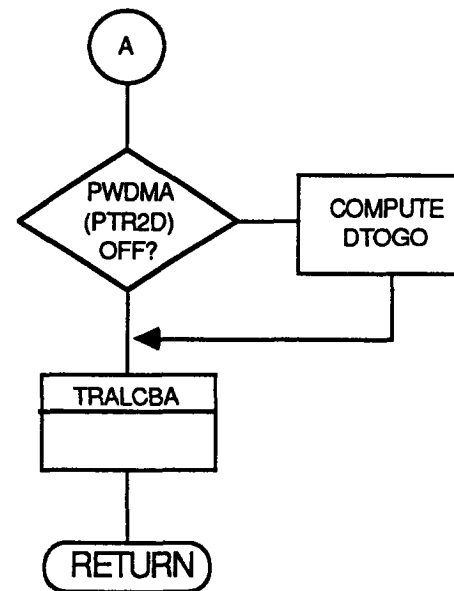 A
PWDMA
(PTR2D)
OFF?
COMPUTE
DTOGO
TRALCBA
RETURN